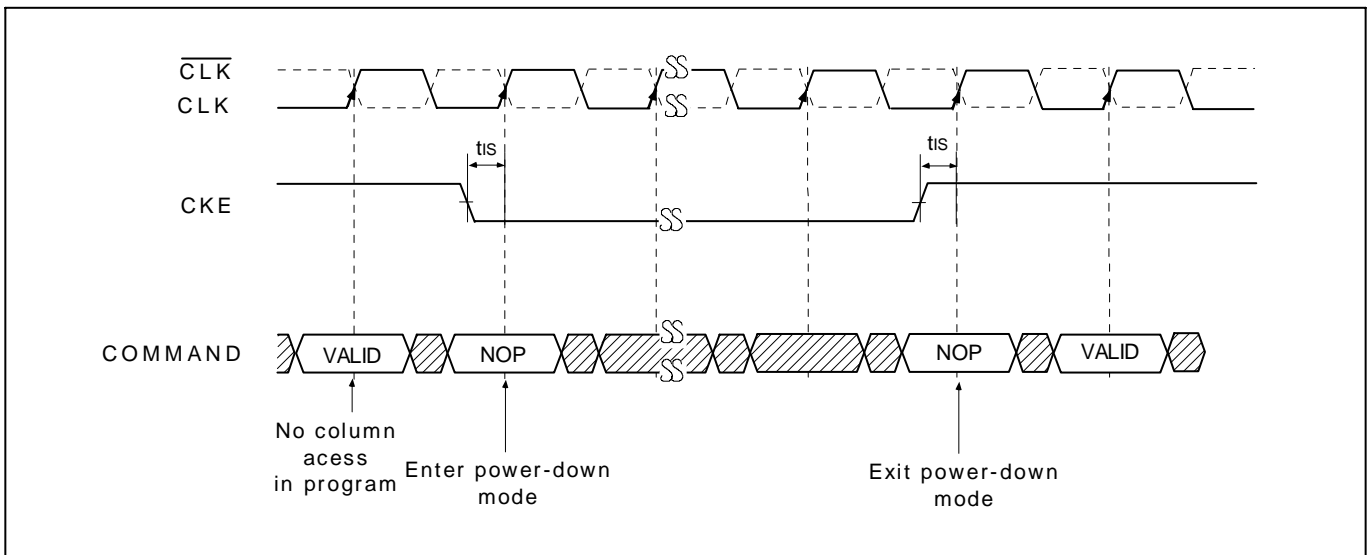 CLK
CLK
tIS
tIS
CKE
COMMAND
VALID
NOP
NOP
VALID
No column
acess
in program
Enter power-down
mode
Exit power-down
mode